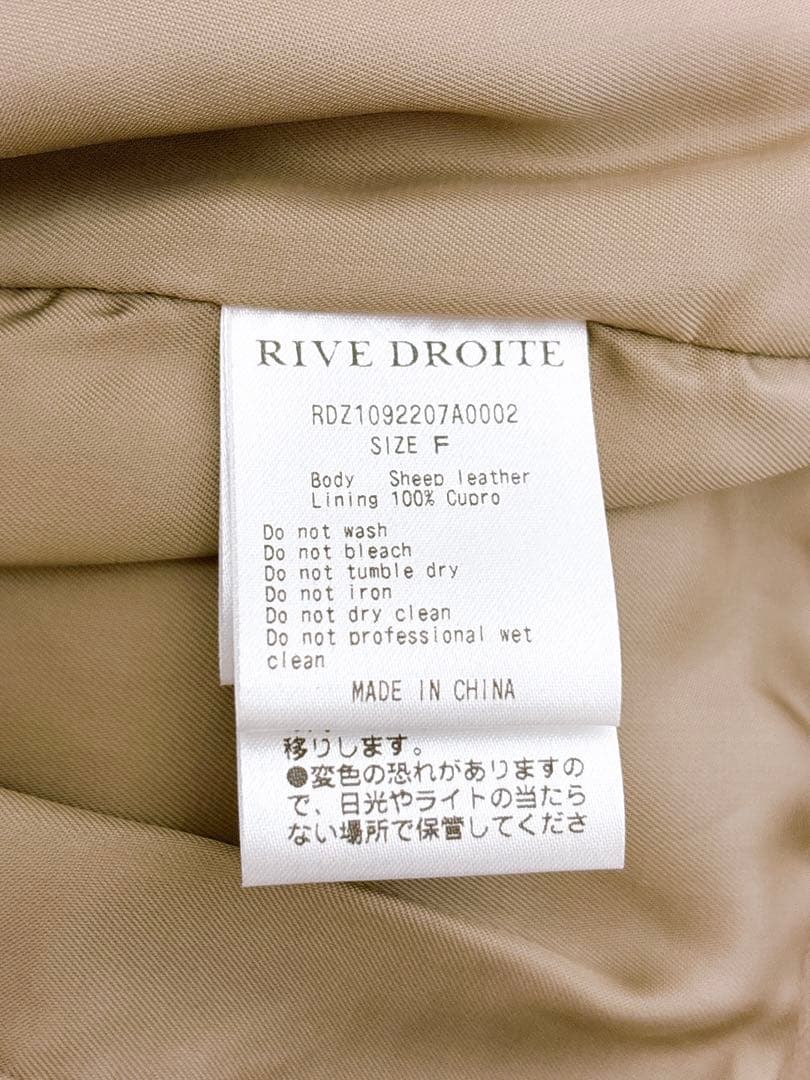 RIVE DROITE
RDZ1092207A0002
SIZE F
Body Sheep leather
Lining 100% Cupro
Do not wash
Do not bleach
Do not tumble dry
Do not iron
Do not dry clean
Do not professional wet
clean
MADE IN CHINA
移りします。
●変色の恐れがありますの
で、日光やライトの当たら
ない場所で保管してくださ